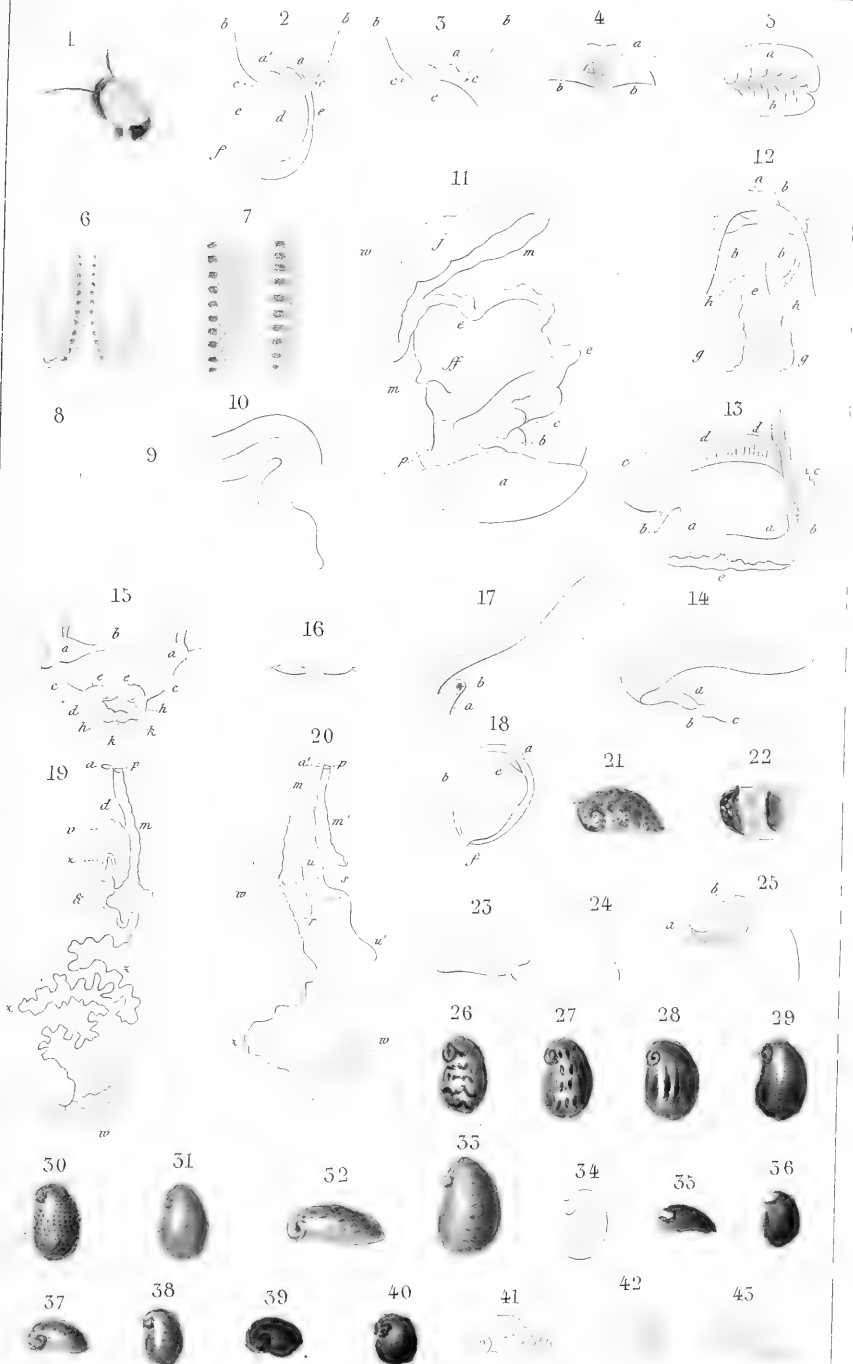 1
2
3
4
5
b
b
b
b
a' a
a
a
a
c
c
c
c
b
b
e
d
e
e
b
f
11
12
6
7
a
b
j
w
m
b
b
e
h
e
h
ff
e
g
g
m
8
10
13
9
c
b
d
d
p
c
c
a
b
a
a
b
e
15
16
17
14
b
a
a
b
c
e
e
c
a
a
d
h
b
c
h
k
k
18
19
20
21
22
a
p
a'
p
a
b
c
m
d
v
m
m'
x
f
u
&
s
w
r
23
24
25
b
a
u'
z
x
26
27
28
29
x
w
w
30
31
32
33
34
35
36
37
38
39
40
41
42
43